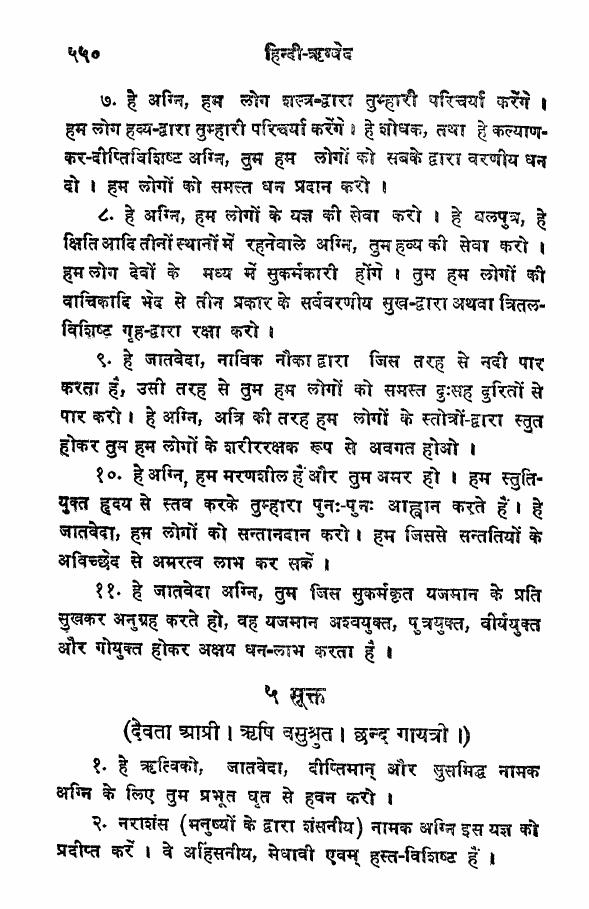 ५५० हिन्दी-ऋग्वेद
७. हे अग्नि, हम लोग शस्त्र-द्वारा तुम्हारी परिचर्या करेंगे ।
हम लोग हव्य-द्वारा तुम्हारी परिचर्या करेंगे । हे शोधक, तथा हे कल्याण-
कर-दीप्तिविशिष्ट अग्नि, तुम हम लोगों को सबके द्वारा वरणीय धन
दो । हम लोगों को समस्त धन प्रदान करो ।
८. हे अग्नि, हम लोगों के यज्ञ की सेवा करो । हे बलपुत्र, हे
क्षिति आदि तीनों स्थानों में रहनेवाले अग्नि, तुम हव्य की सेवा करो ।
हम लोग देवों के मध्य में सुकर्मकारी होंगे । तुम हम लोगों की
वाचिकादि भेद से तीन प्रकार के सर्ववरणीय सुख-द्वारा अथवा त्रितल-
विशिष्ट गृह-द्वारा रक्षा करो ।
९. हे जातवेदा, नाविक नौका द्वारा जिस तरह से नदी पार
करता है, उसी तरह से तुम हम लोगों को समस्त दुःसह दुरितों से
पार करो । हे अग्नि, अत्रि की तरह हम लोगों के स्तोत्रों-द्वारा स्तुत
होकर तुम हम लोगों के शरीररक्षक रूप से अवगत होओ ।
१०. हे अग्नि, हम मरणशील हैं और तुम अमर हो । हम स्तुति-
युक्त हृदय से स्तव करके तुम्हारा पुनः-पुनः आह्वान करते हैं । हे
जातवेदा, हम लोगों को सन्तानदान करो । हम जिससे सन्ततियों के
अविच्छेद से अमरत्व लाभ कर सकें ।
११. हे जातवेदा अग्नि, तुम जिस सुकर्मकृत यजमान के प्रति
सुखकर अनुग्रह करते हो, वह यजमान अश्वयुक्त, पुत्रयुक्त, वीर्ययुक्त
और गोयुक्त होकर अक्षय धन-लाभ करता है ।
५ सूक्त
(देवता आप्री । ऋषि वसुश्रुत । छन्द गायत्री ।)
१. हे ऋत्विको, जातवेदा, दीप्तिमान् और सुसमिद्ध नामक
अग्नि के लिए तुम प्रभूत घृत से हवन करो ।
२. नराशंस (मनुष्यों के द्वारा शंसनीय) नामक अग्नि इस यज्ञ को
प्रदीप्त करें । वे अहिंसनीय, मेधावी एवम् हस्त-विशिष्ट हैं ।